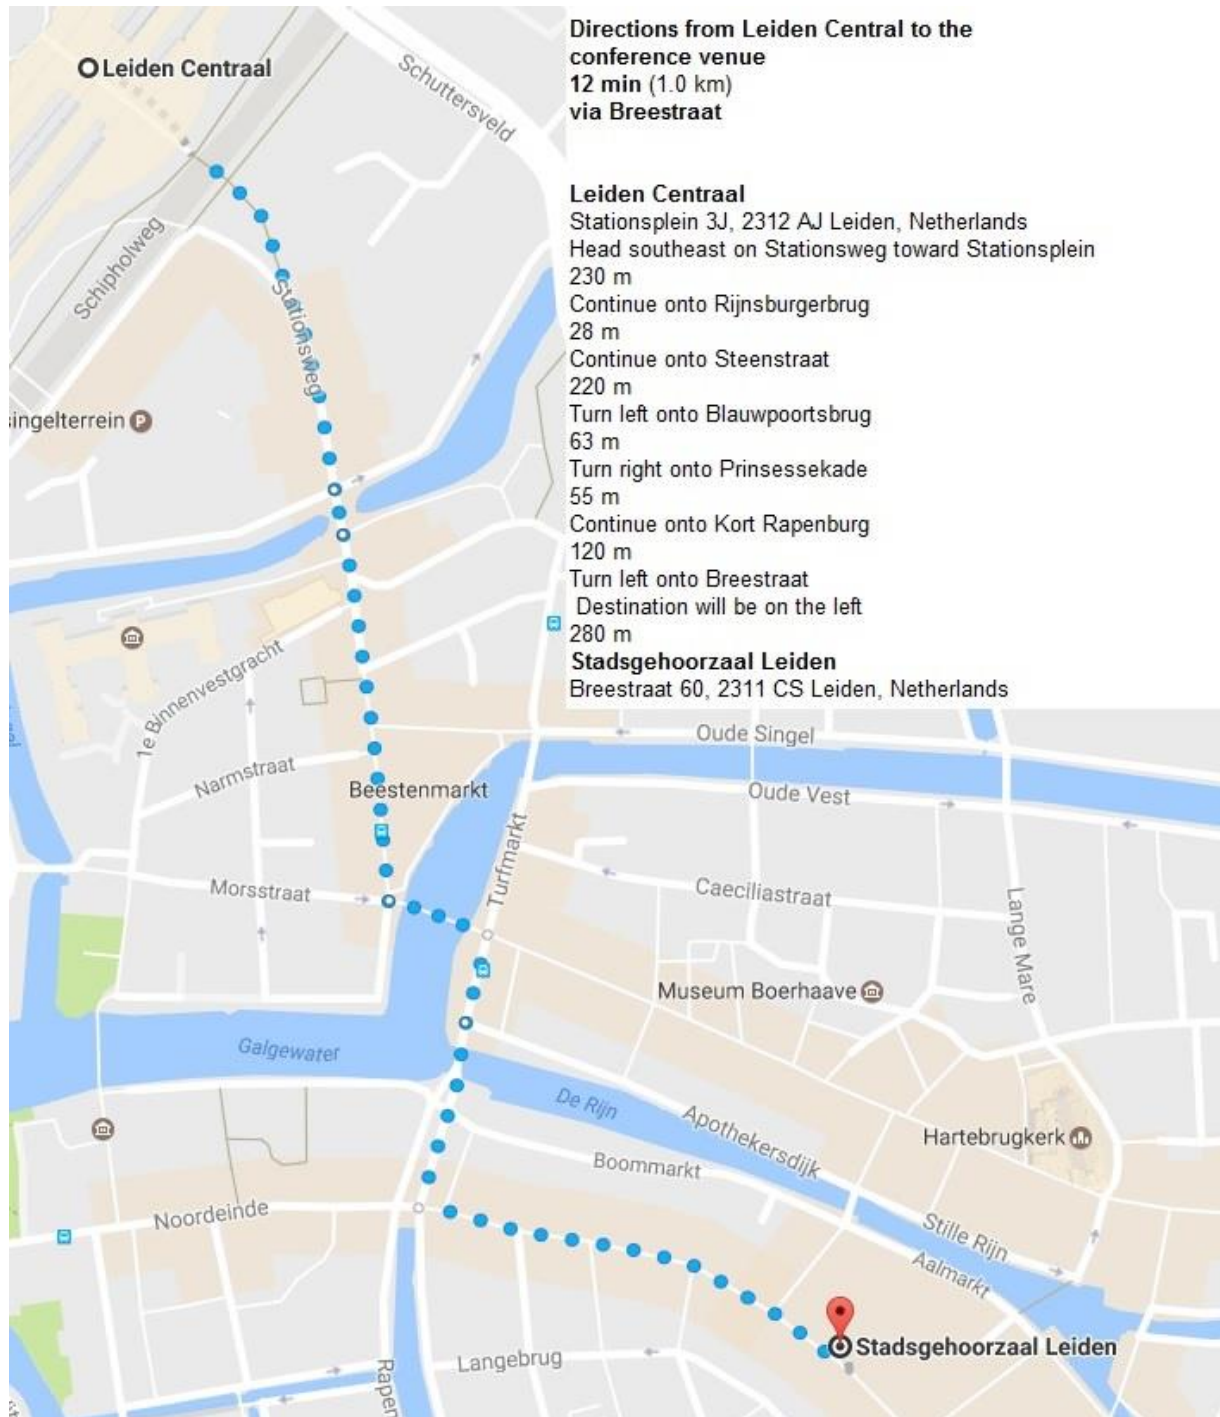 Directions from Leiden Central to the
conference venue
12 min (1.0 km)
via Breestraat
Leiden Centraal
Stationsplein 3J, 2312 AJ Leiden, Netherlands
Head southeast on Stationsweg toward Stationsplein
230 m
Continue onto Rijnsburgerbrug
28 m
Continue onto Steenstraat
220 m
Turn left onto Blauwpoortsbrug
63 m
Turn right onto Prinsessekade
55 m
Continue onto Kort Rapenburg
120 m
Turn left onto Breestraat
Destination will be on the left
280 m
Stadsgehoorzaal Leiden
Breestraat 60, 2311 CS Leiden, Netherlands
Leiden Centraal
Schuttersveld
Schipholweg
Stationsweg
singelterrein P
1e Binnenvestgracht
Narmstraat
Beestenmarkt
Oude Singel
Oude Vest
Turfmarkt
Morsstraat
Caeciliastraat
Lange Mare
Museum Boerhaave
Galgewater
De Rijn
Apothekersdijk
Hartebrugkerk
Boommarkt
Noordeinde
Stille Rijn
Aalmarkt
Stadsgehoorzaal Leiden
Langebrug
Rapen